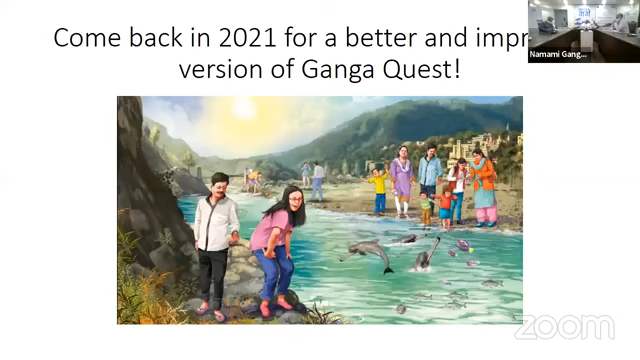 Come back in 2021 for a better and impr
version of Ganga Quest!
Namami Gang...
zoom